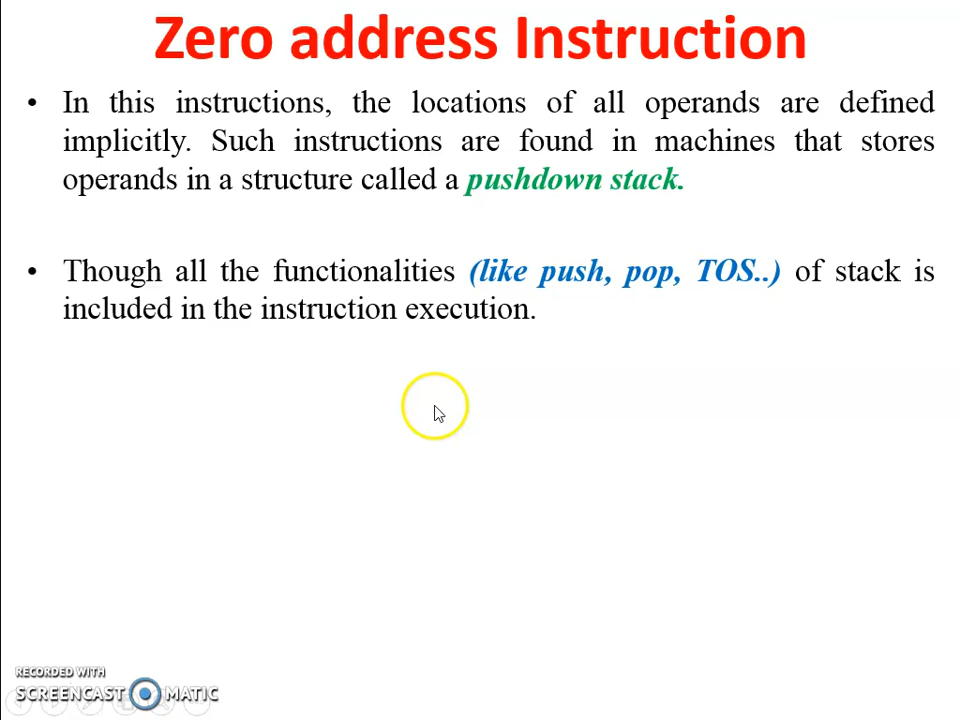 Zero address Instruction
• In this instructions, the locations of all operands are defined
implicitly. Such instructions are found in machines that stores
operands in a structure called a pushdown stack.
• Though all the functionalities (like push, pop, TOS..) of stack is
included in the instruction execution.
RECORDED WITH
SCREENCAST MATIC